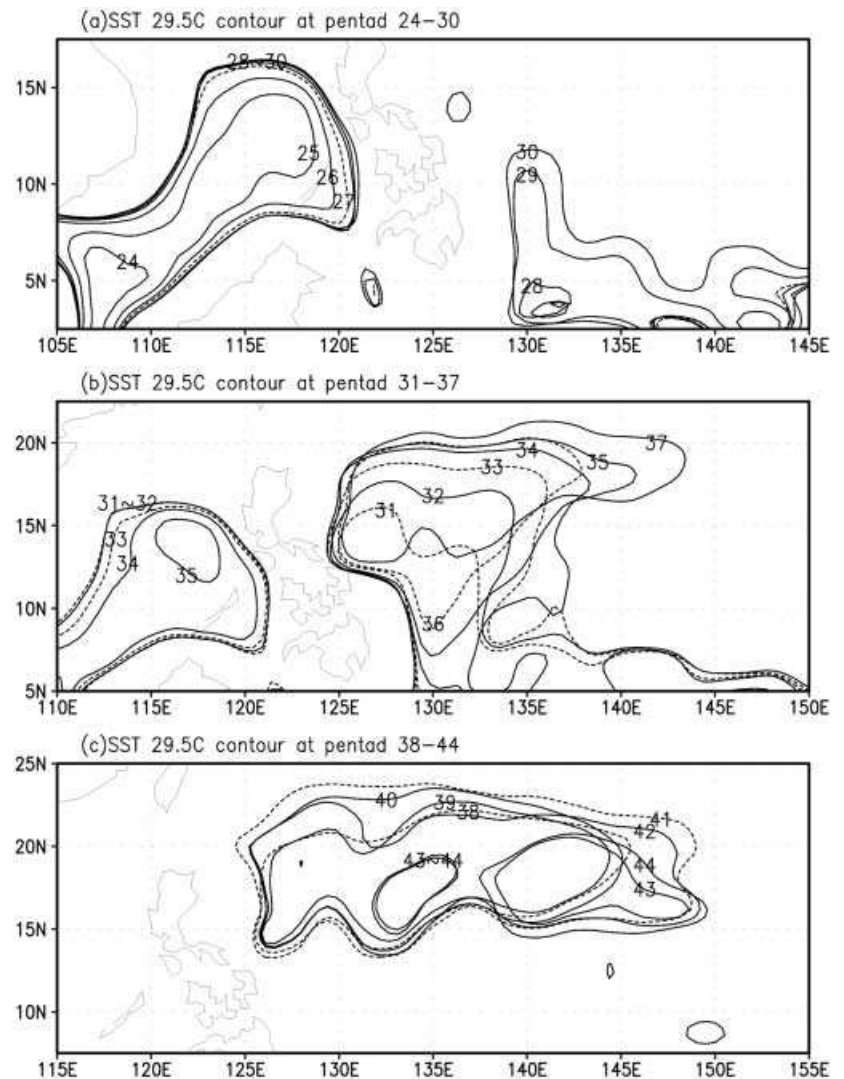 (a)SST 29.5C contour at pentad 24-30
28-30
15N
25
30
10N
26
29
27
24
5N
28
105E 110E 115E 120E 125E 130E 135E 140E 145E
(b)SST 29.5C contour at pentad 31-37
20N
34
37
33
35
32
31~32
31
15N
33
34
35
10N
36
5N
110E 115E 120E 125E 130E 135E 140E 145E 150E
(c)SST 29.5C contour at pentad 38-44
25N
40
39
38
41
42
20N
43~44
44
43
15N
10N
115E 120E 125E 130E 135E 140E 145E 150E 155E